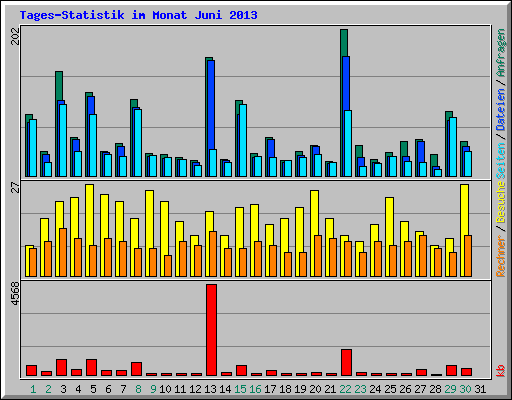 Tages-Statistik im Monat Juni 2013
202
27
4568
Rechner / Besuche Seiten / Dateien / Anfragen
kb
1 2 3 4 5 6 7 8 9 10 11 12 13 14 15 16 17 18 19 20 21 22 23 24 25 26 27 28 29 30 31